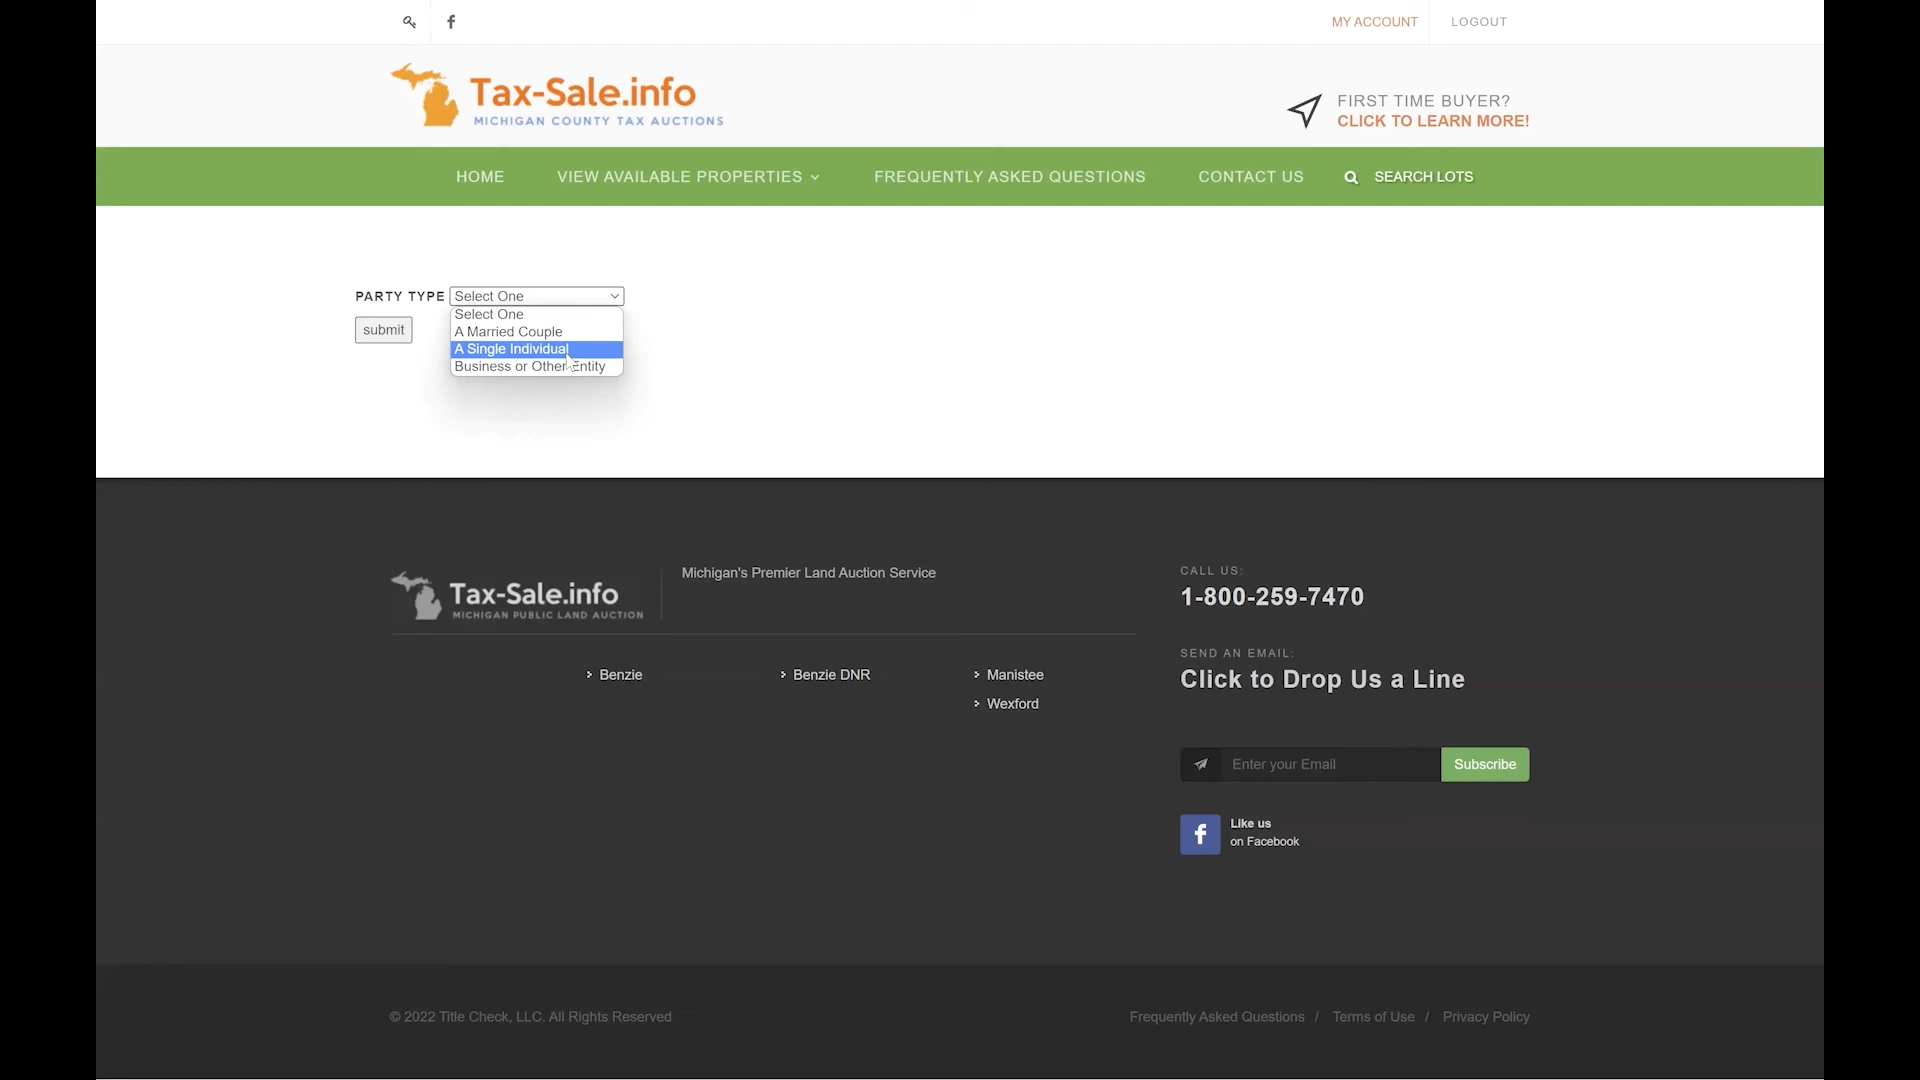 MY ACCOUNT
LOGOUT
Tax-Sale.info
MICHIGAN COUNTY TAX AUCTIONS
FIRST TIME BUYER?
CLICK TO LEARN MORE!
HOME
VIEW AVAILABLE PROPERTIES
FREQUENTLY ASKED QUESTIONS
CONTACT US
SEARCH LOTS
PARTY TYPE
Select One
Select One
A Married Couple
A Single Individual
Business or Other Entity
submit
Tax-Sale.info
MICHIGAN PUBLIC LAND AUCTION
Michigan's Premier Land Auction Service
Benzie
Benzie DNR
Manistee
Wexford
CALL US:
1-800-259-7470
SEND AN EMAIL:
Click to Drop Us a Line
Enter your Email
Subscribe
f
Like us
on Facebook
© 2022 Title Check, LLC. All Rights Reserved
Frequently Asked Questions / Terms of Use / Privacy Policy